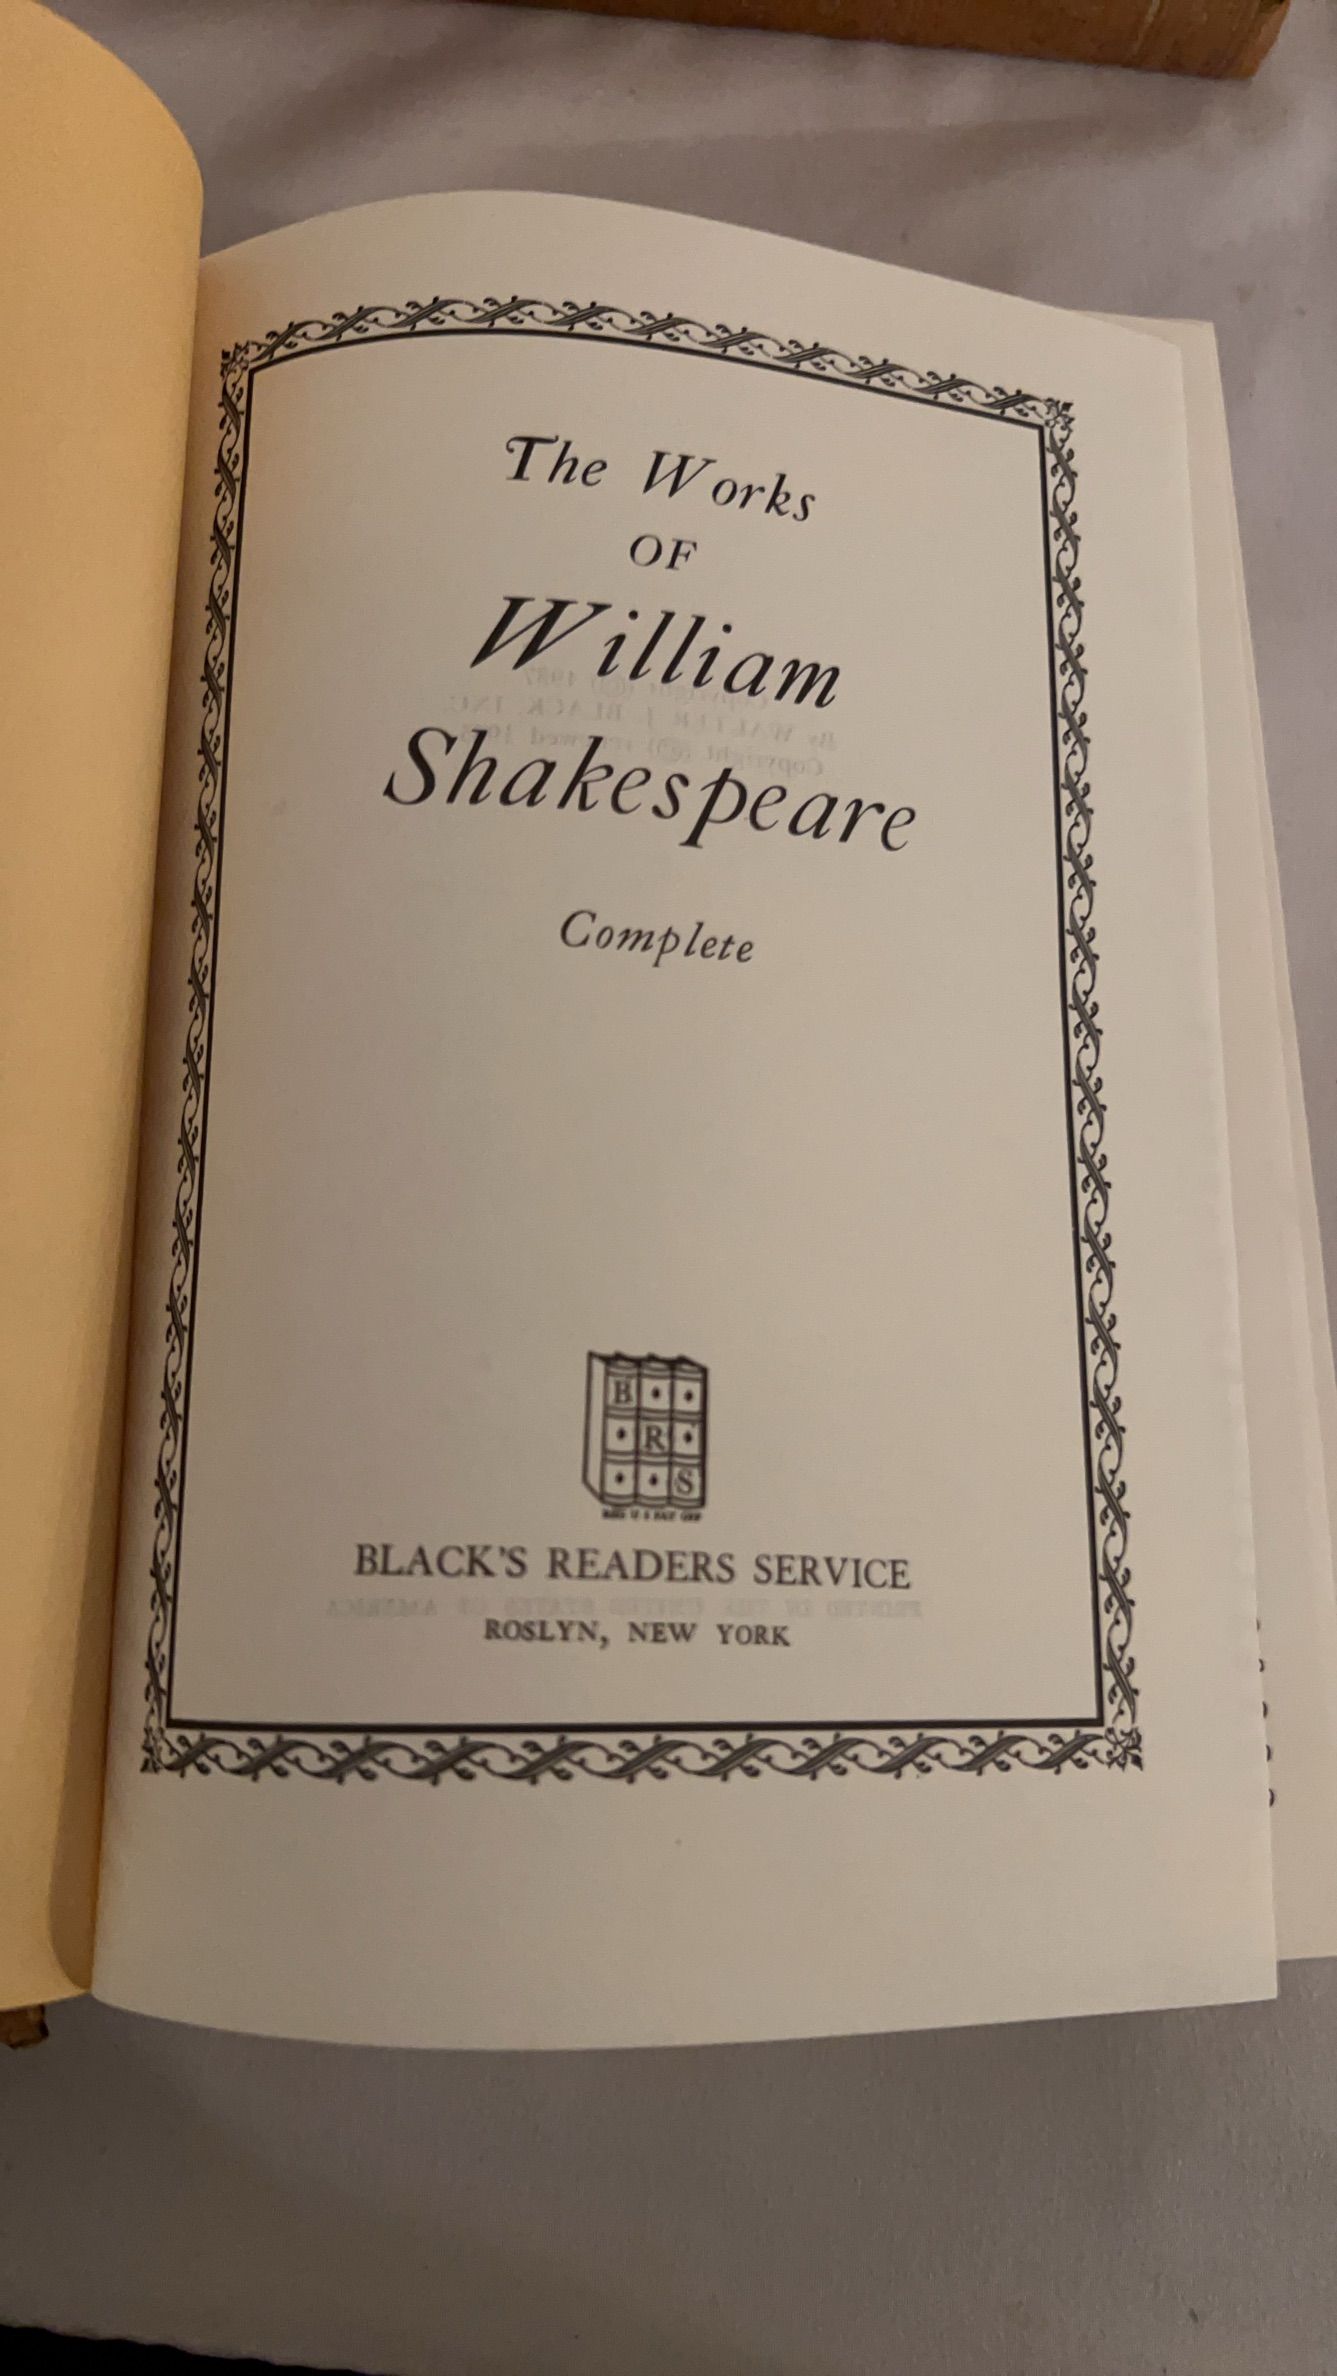 The Works
OF
William
Shakespeare
Complete
B
R
S
BLACK'S READERS SERVICE
ROSLYN, NEW YORK